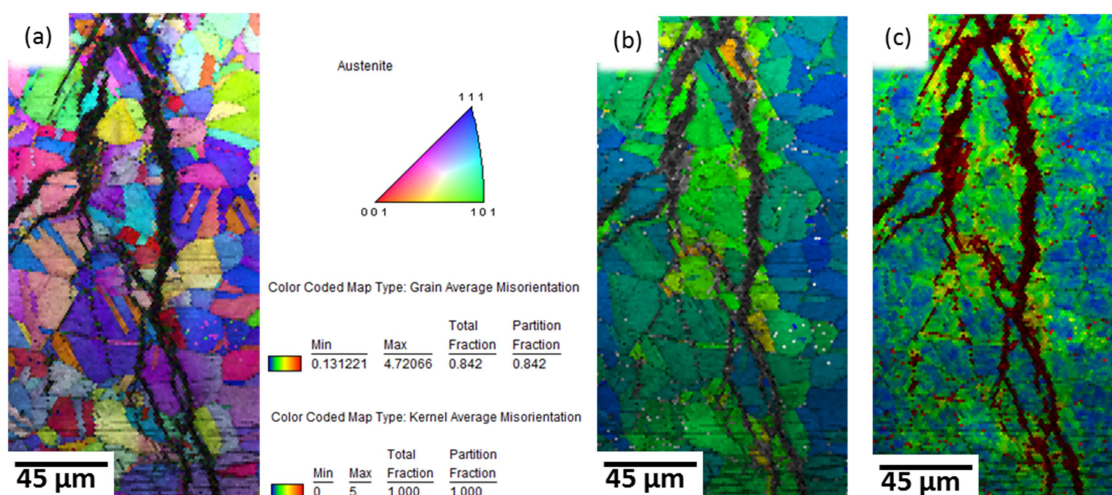 (a)
Austenite
1 1 1
0 0 1
1 0 1
Color Coded Map Type: Grain Average Misorientation
Total Partition
Min Max Fraction Fraction
0.131221 4.72066 0.842 0.842
Color Coded Map Type: Kernel Average Misorientation
Total Partition
Min Max Fraction Fraction
0 5 1.000 1.000
45 µm
(b)
45 µm
(c)
45 µm